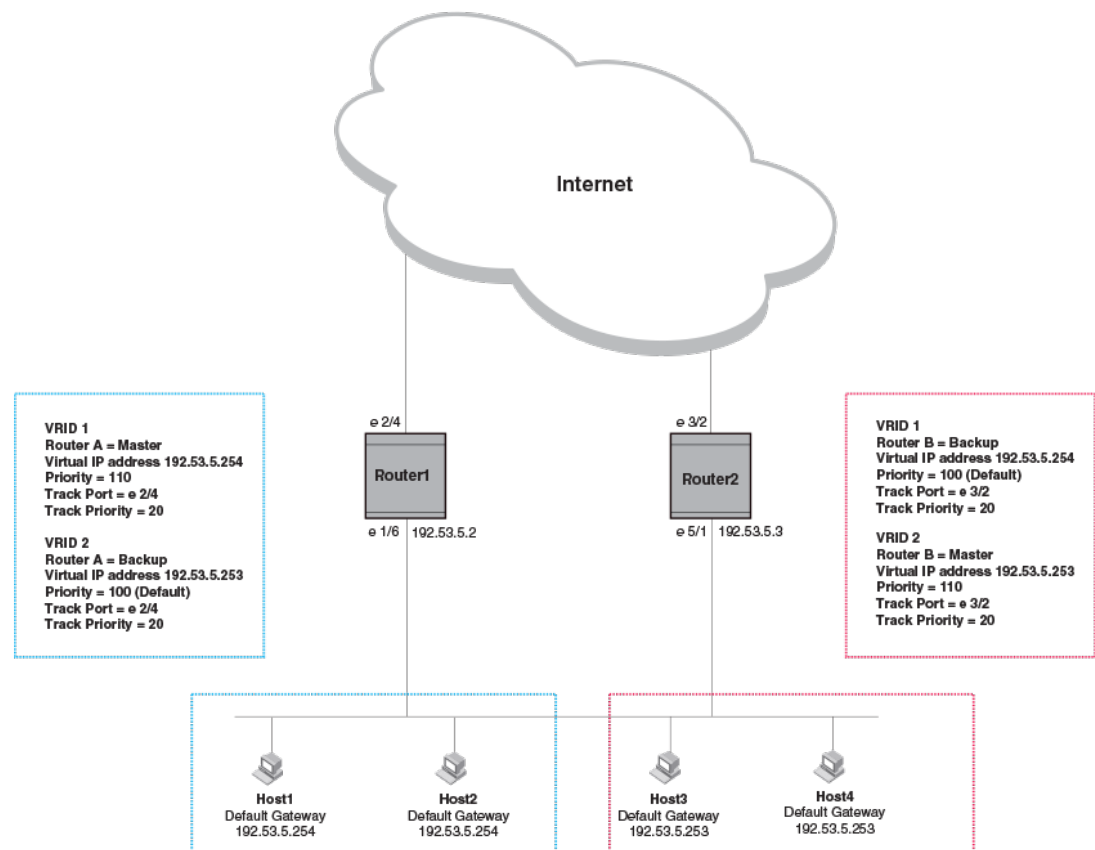 Internet
e 2/4
e 3/2
Router1
Router2
e 1/6
192.53.5.2
e 5/1
192.53.5.3
VRID 1
Router A = Master
Virtual IP address 192.53.5.254
Priority = 110
Track Port = e 2/4
Track Priority = 20
VRID 2
Router A = Backup
Virtual IP address 192.53.5.253
Priority = 100 (Default)
Track Port = e 2/4
Track Priority = 20
VRID 1
Router B = Backup
Virtual IP address 192.53.5.254
Priority = 100 (Default)
Track Port = e 3/2
Track Priority = 20
VRID 2
Router B = Master
Virtual IP address 192.53.5.253
Priority = 110
Track Port = e 3/2
Track Priority = 20
Host1
Default Gateway
192.53.5.254
Host2
Default Gateway
192.53.5.254
Host3
Default Gateway
192.53.5.253
Host4
Default Gateway
192.53.5.253